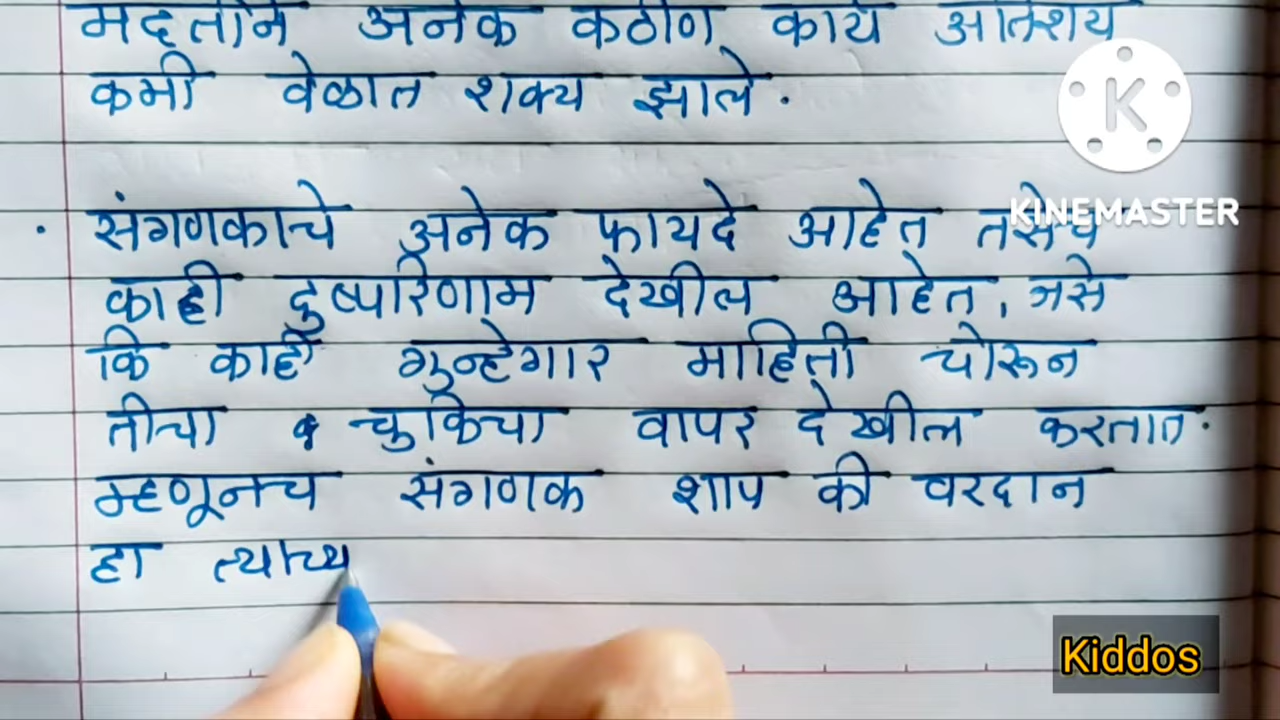 मदतीने अनेक कठीण कार्य अतिशय
कमी वेळात शक्य झाले.
संगणकाचे अनेक फायदे आहेत तसेच
काही दुष्परिणाम देखील आहेत, जसे
कि काही गुन्हेगार माहिती चोरून
तीचा चुकिचा वापर देखील करतात.
म्हणूनच संगणक शाप की वरदान
हा त्याच्य
KINEMASTER
Kiddos